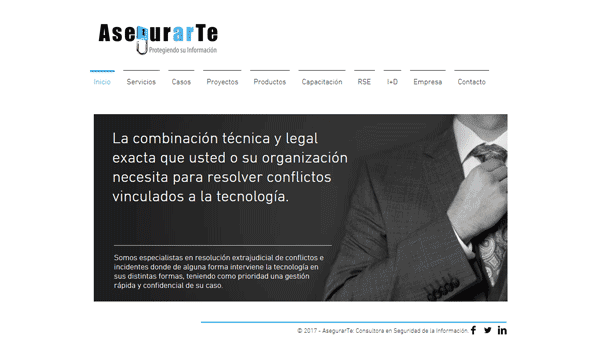 AsegurarTe
Protegiendo su Información
Inicio Servicios Casos Proyectos Productos Capacitación RSE I+D Empresa Contacto
La combinación técnica y legal
exacta que usted o su organización
necesita para resolver conflictos
vinculados a la tecnología.
Somos especialistas en resolución extrajudicial de conflictos e
incidentes donde de alguna forma interviene la tecnología en
sus distintas formas, teniendo como prioridad una gestión
rápida y confidencial de su caso.
© 2017 - AsegurarTe: Consultora en Seguridad de la Información